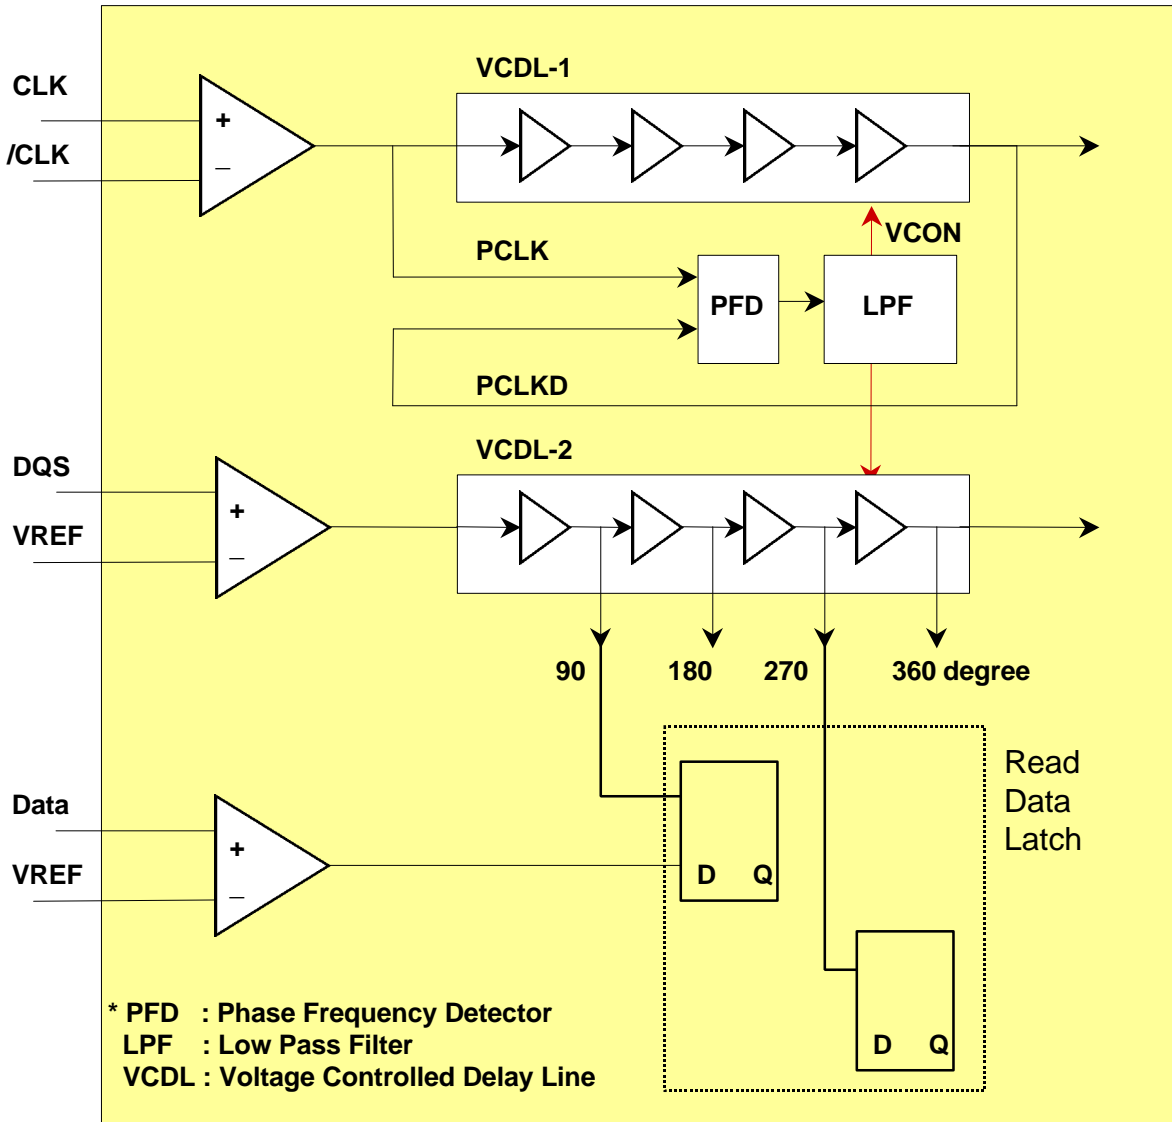 VCDL-1
CLK
+
/CLK
–
VCON
PCLK
PFD
LPF
PCLKD
VCDL-2
DQS
+
VREF
–
90 180 270 360 degree
Read
Data
Latch
Data
+
VREF
–
D Q
D Q
* PFD : Phase Frequency Detector
LPF : Low Pass Filter
VCDL : Voltage Controlled Delay Line